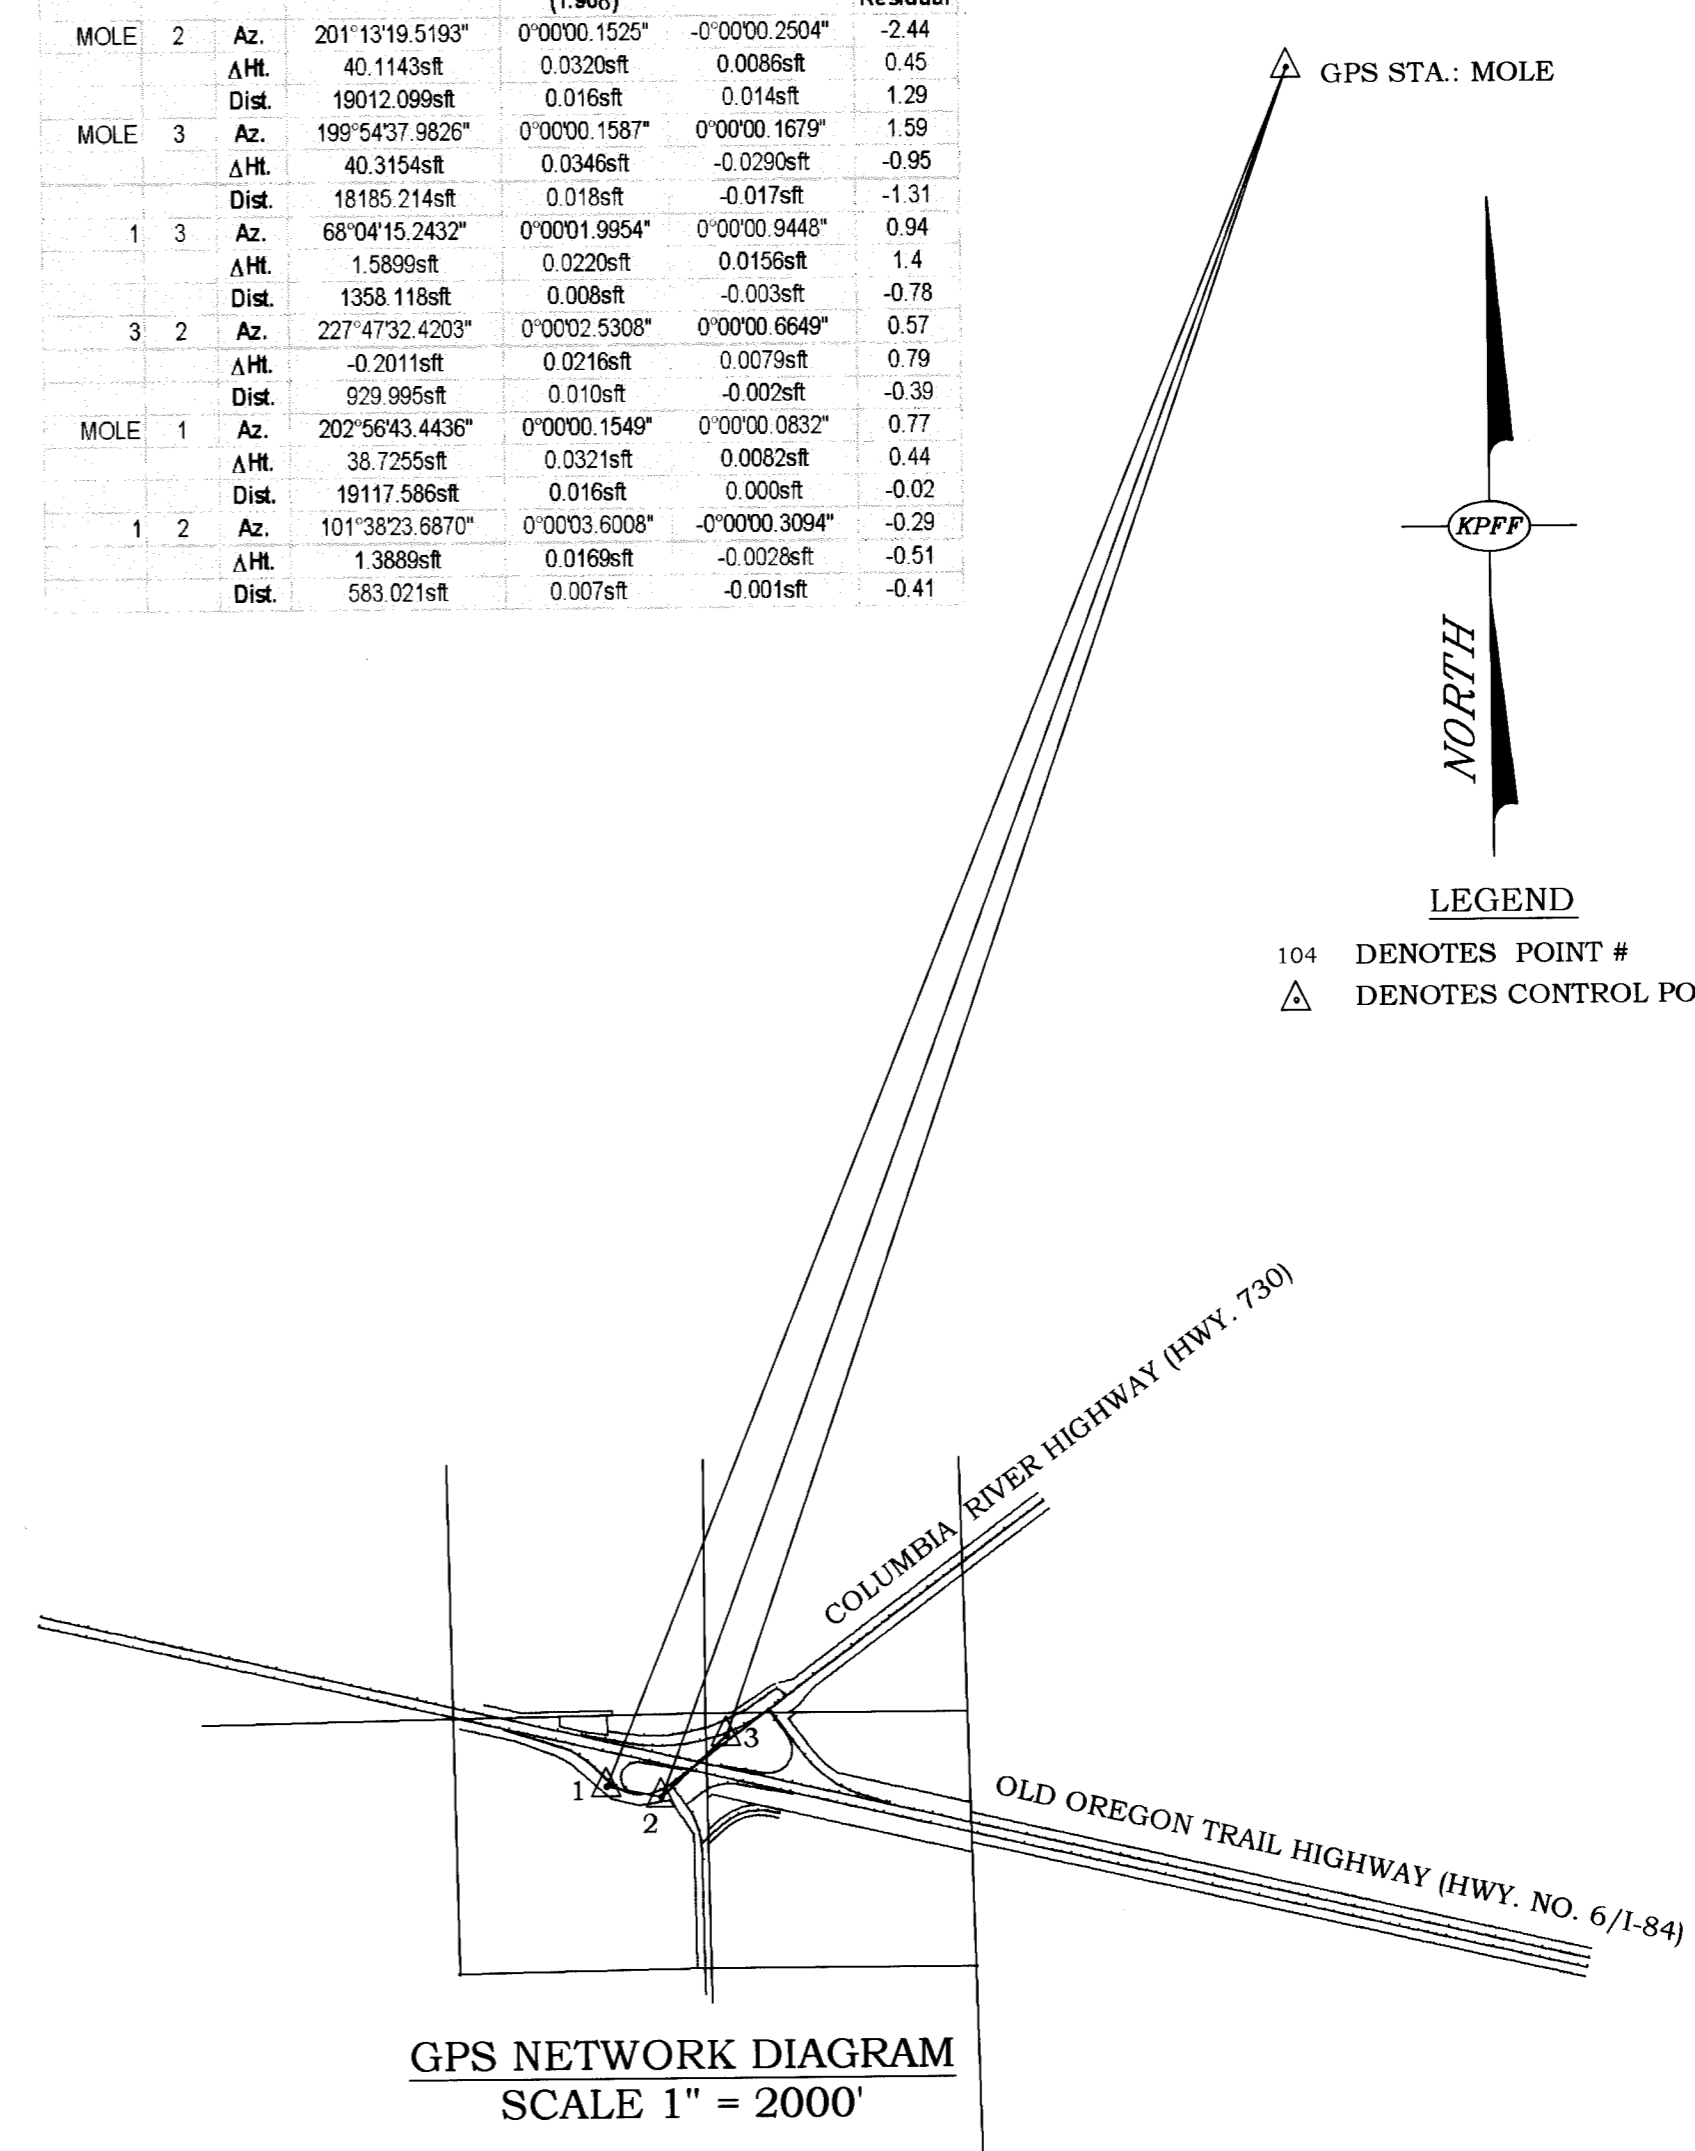 (1.96σ) Residual
MOLE 2 Az. 201°13'19.5193" 0°00'00.1525" -0°00'00.2504" -2.44
ΔHt. 40.1143sft 0.0320sft 0.0086sft 0.45
Dist. 19012.099sft 0.016sft 0.014sft 1.29
MOLE 3 Az. 199°54'37.9826" 0°00'00.1587" 0°00'00.1679" 1.59
ΔHt. 40.3154sft 0.0346sft -0.0290sft -0.95
Dist. 18185.214sft 0.018sft -0.017sft -1.31
1 3 Az. 68°04'15.2432" 0°00'01.9954" 0°00'00.9448" 0.94
ΔHt. 1.5899sft 0.0220sft 0.0156sft 1.4
Dist. 1358.118sft 0.008sft -0.003sft -0.78
3 2 Az. 227°47'32.4203" 0°00'02.5308" 0°00'00.6649" 0.57
ΔHt. -0.2011sft 0.0216sft 0.0079sft 0.79
Dist. 929.995sft 0.010sft -0.002sft -0.39
MOLE 1 Az. 202°56'43.4436" 0°00'00.1549" 0°00'00.0832" 0.77
ΔHt. 38.7255sft 0.0321sft 0.0082sft 0.44
Dist. 19117.586sft 0.016sft 0.000sft -0.02
1 2 Az. 101°38'23.6870" 0°00'03.6008" -0°00'00.3094" -0.29
ΔHt. 1.3889sft 0.0169sft -0.0028sft -0.51
Dist. 583.021sft 0.007sft -0.001sft -0.41
GPS STA.: MOLE
KPFF
NORTH
LEGEND
104 DENOTES POINT #
DENOTES CONTROL PO
COLUMBIA RIVER HIGHWAY (HWY. 730)
3
1
2
OLD OREGON TRAIL HIGHWAY (HWY. NO. 6/I-84)
GPS NETWORK DIAGRAM
SCALE 1" = 2000'